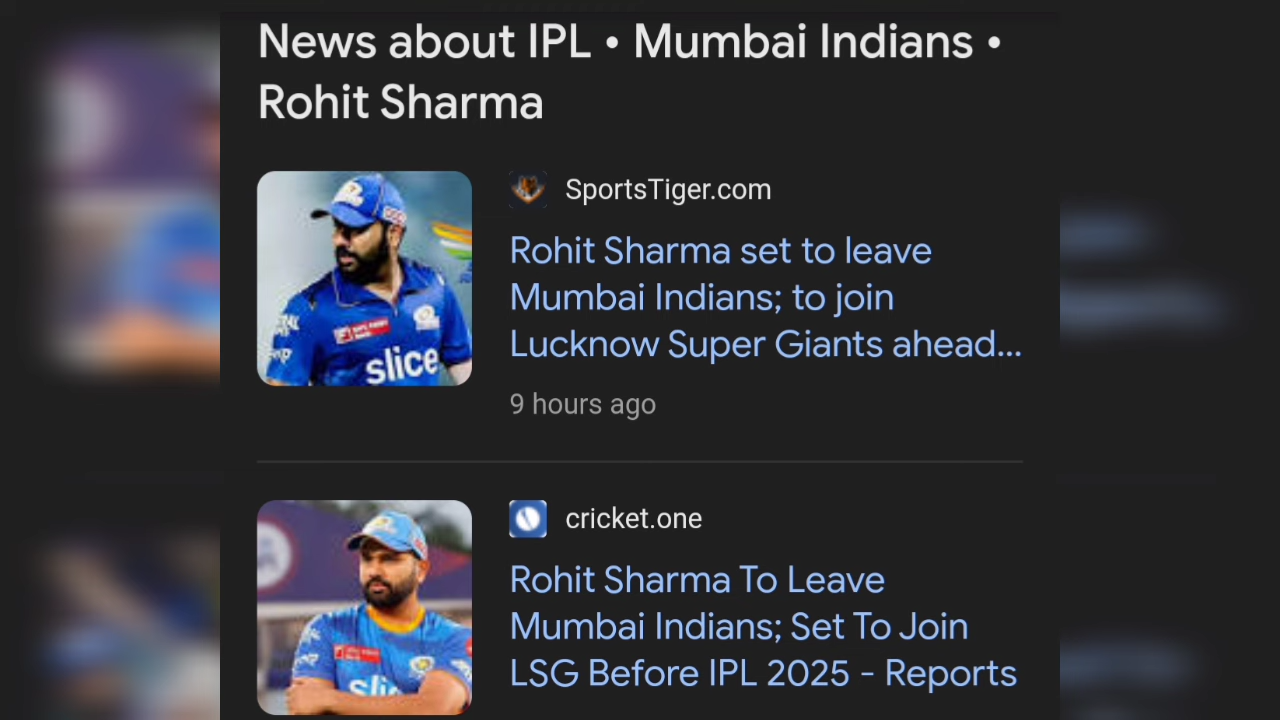 News about IPL • Mumbai Indians •
Rohit Sharma
SportsTiger.com
Rohit Sharma set to leave
Mumbai Indians; to join
Lucknow Super Giants ahead...
9 hours ago
slice
cricket.one
Rohit Sharma To Leave
Mumbai Indians; Set To Join
LSG Before IPL 2025 - Reports
slic